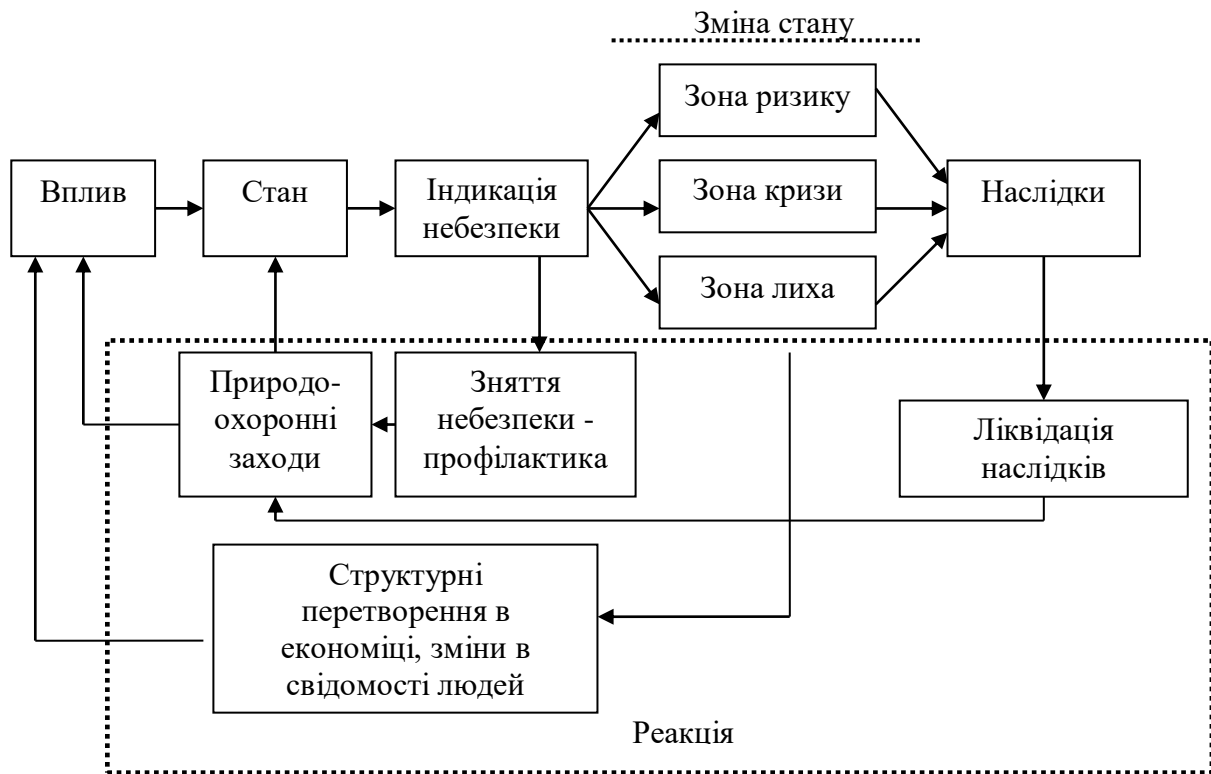 Зміна стану
Зона ризику
Вплив
Стан
Індикація
небезпеки
Зона кризи
Наслідки
Зона лиха
Природо-
охоронні
заходи
Зняття
небезпеки -
профілактика
Ліквідація
наслідків
Структурні
перетворення в
економіці, зміни в
свідомості людей
Реакція